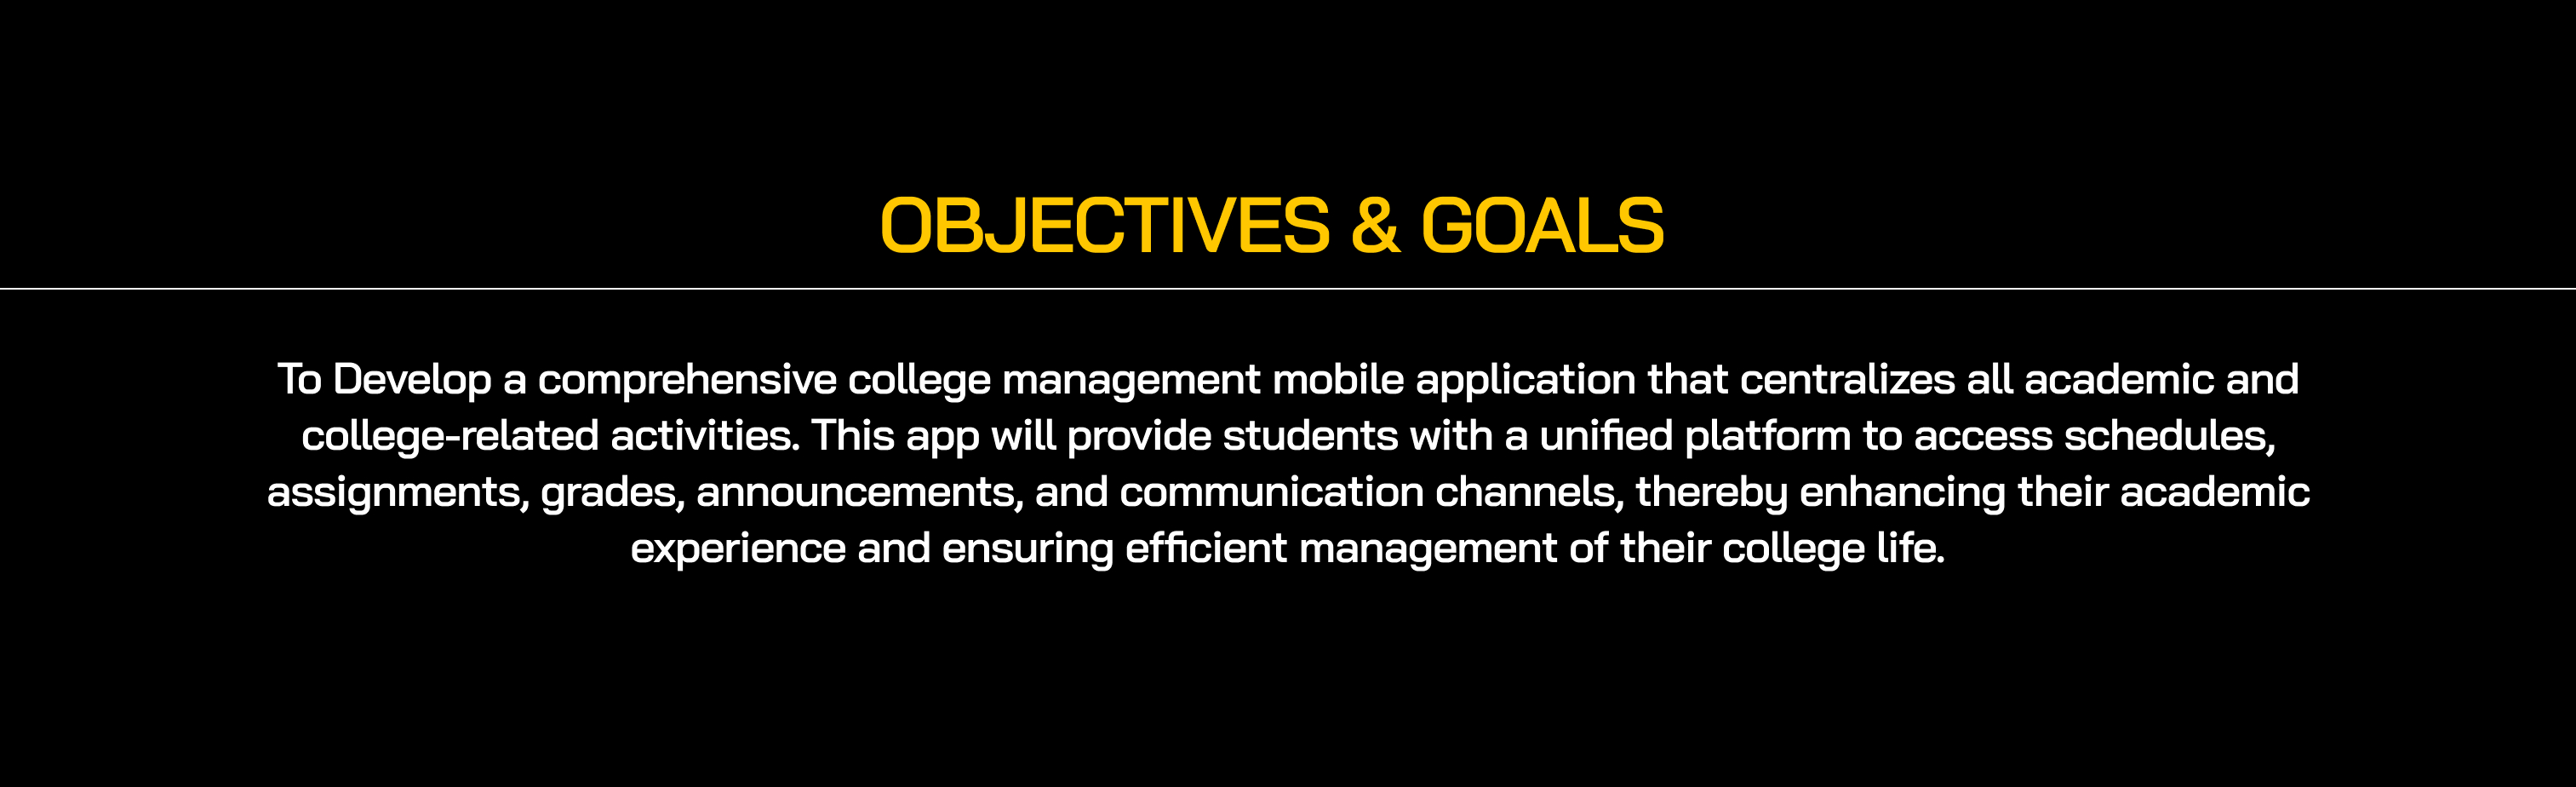 OBJECTIVES & GOALS
To Develop a comprehensive college management mobile application that centralizes all academic and
college-related activities. This app will provide students with a unified platform to access schedules,
assignments, grades, announcements, and communication channels, thereby enhancing their academic
experience and ensuring efficient management of their college life.